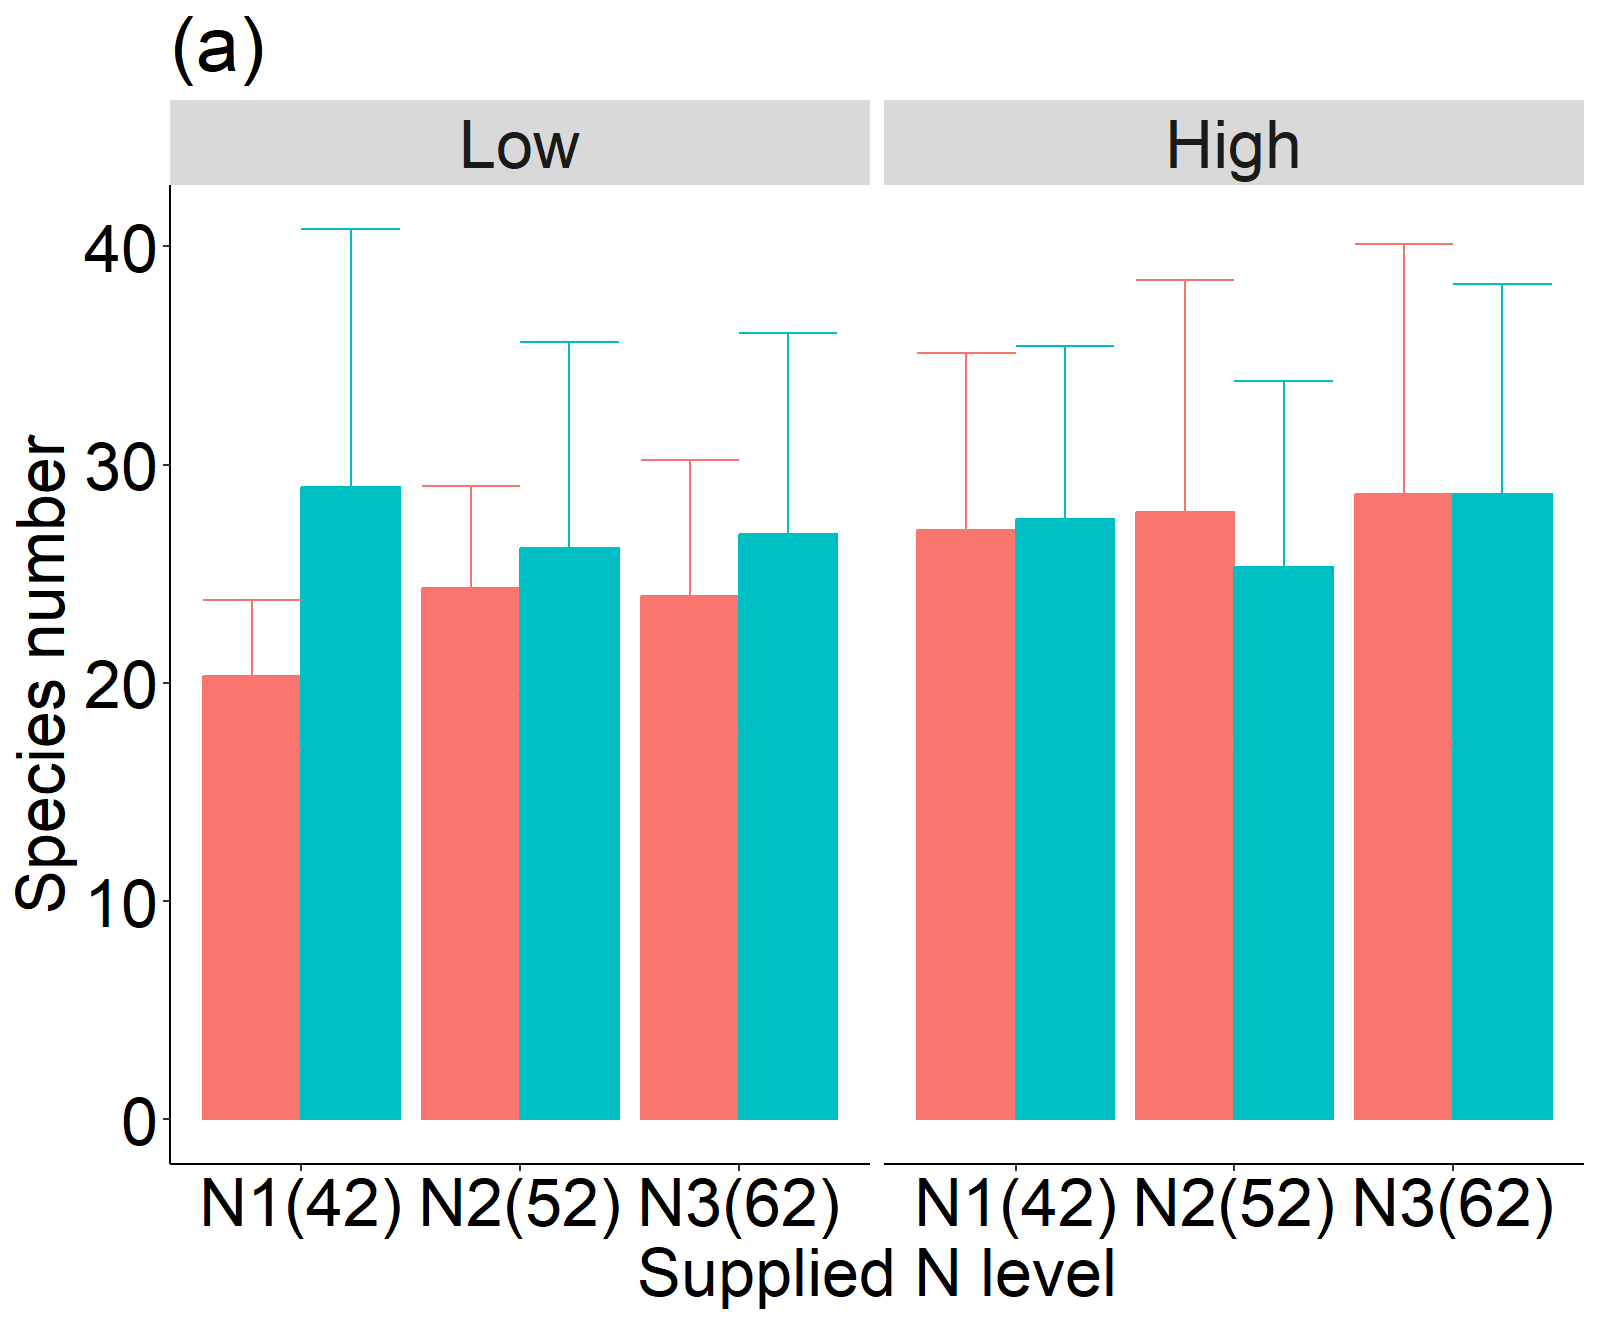 (a)
Low
High
Species number
40
30
20
10
0
N1(42) N2(52) N3(62)
N1(42) N2(52) N3(62)
Supplied N level